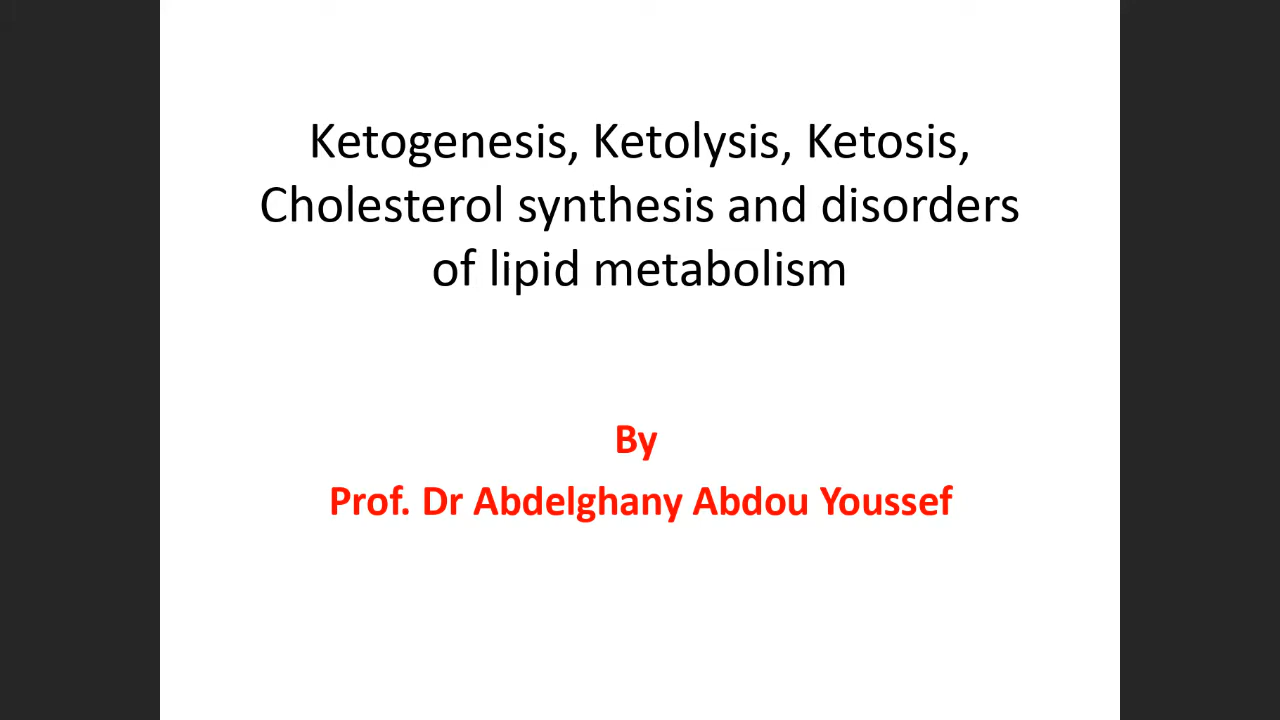 Ketogenesis, Ketolysis, Ketosis,
Cholesterol synthesis and disorders
of lipid metabolism
By
Prof. Dr Abdelghany Abdou Youssef